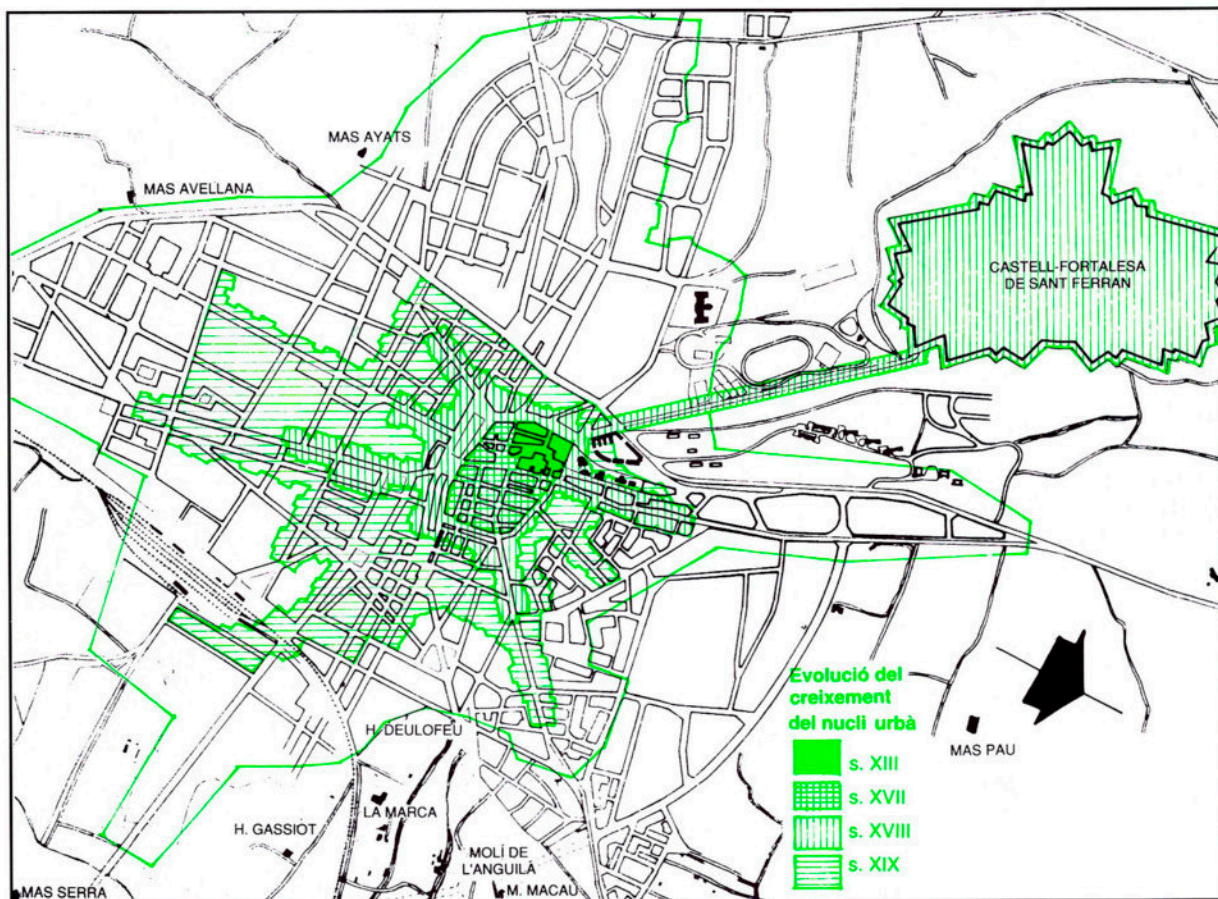 MAS AYATS
MAS AVELLANA
CASTELL-FORTALESA
DE SANT FERRAN
Evolució del
creixement
del nucli urbà
s. XIII
s. XVII
s. XVIII
s. XIX
MAS PAU
H. DEULOFEU
LA MARCA
H. GASSIOT
MOLÍ DE
L'ANGUILA
M. MACAU
MAS SERRA